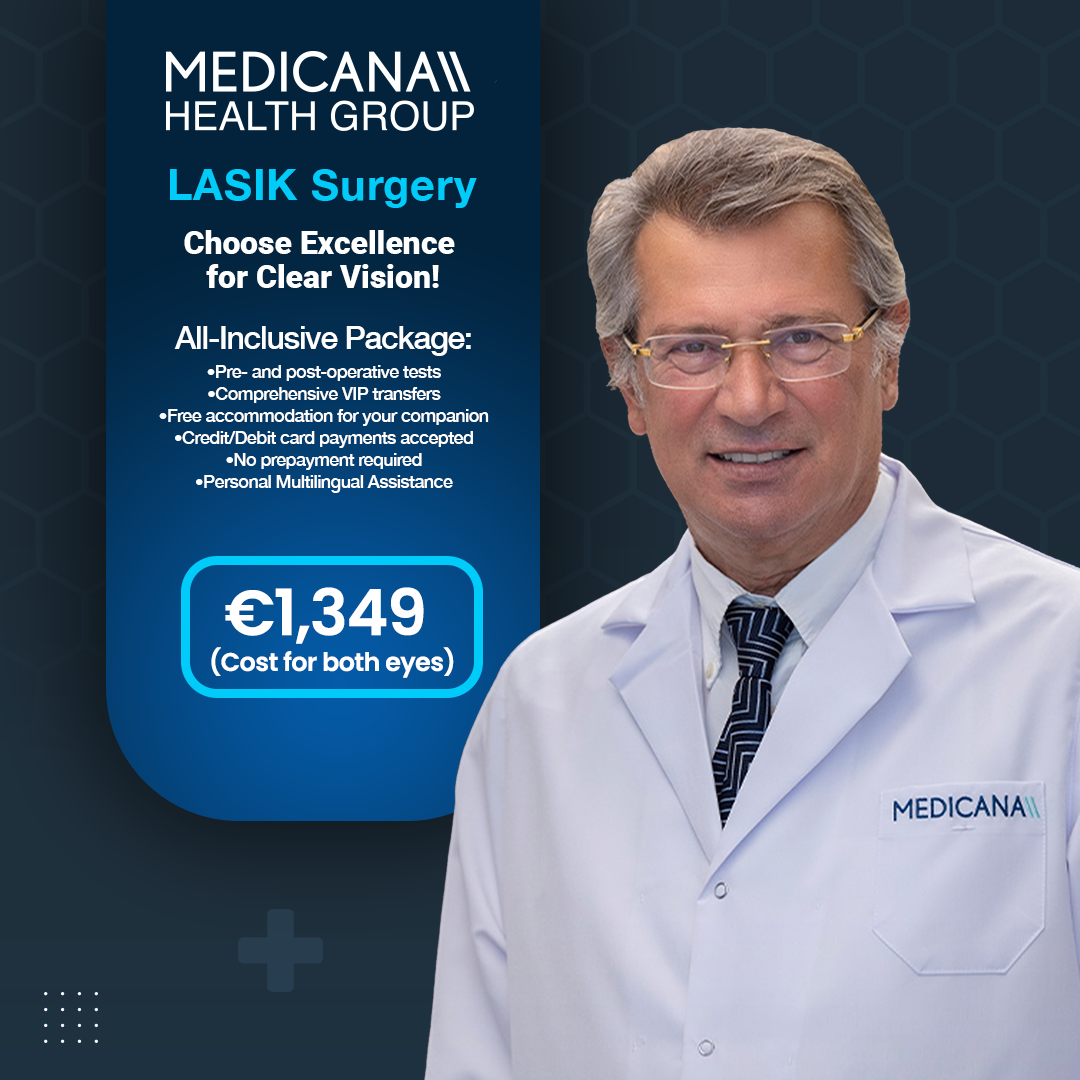 MEDICANA
HEALTH GROUP
LASIK Surgery
Choose Excellence
for Clear Vision!
All-Inclusive Package:
•Pre- and post-operative tests
•Comprehensive VIP transfers
•Free accommodation for your companion
•Credit/Debit card payments accepted
•No prepayment required
•Personal Multilingual Assistance
€1,349
(Cost for both eyes)
MEDICANA